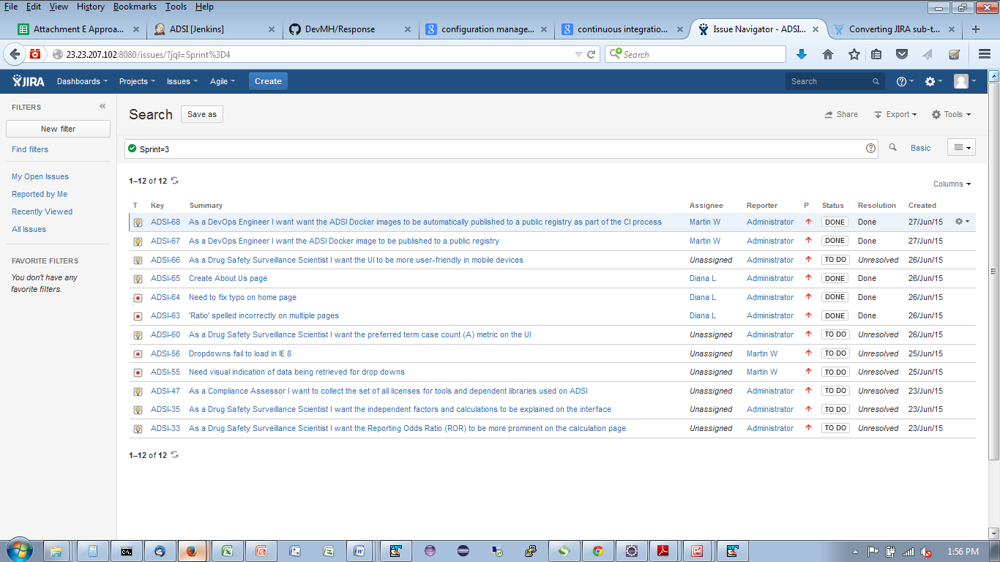 File Edit View History Bookmarks Tools Help
Attachment E Approa... ADSI [Jenkins] DevMH/Response configuration manage... continuous integratio... Issue Navigator - ADSI... Converting JIRA sub-t...
23.23.207.102:8080/issues/?jql=Sprint%3D4 Search
JIRA Dashboards Projects Issues Agile Create Search
FILTERS
New filter
Find filters
My Open Issues
Reported by Me
Recently Viewed
All Issues
FAVORITE FILTERS
You don't have any
favorite filters.
Search Save as Share Export Tools
Sprint=3 Basic
1–12 of 12
Columns
T Key Summary Assignee Reporter P Status Resolution Created
ADSI-68 As a DevOps Engineer I want want the ADSI Docker images to be automatically published to a public registry as part of the CI process Martin W Administrator DONE Done 27/Jun/15
ADSI-67 As a DevOps Engineer I want the ADSI Docker image to be published to a public registry Martin W Administrator DONE Done 27/Jun/15
ADSI-66 As a Drug Safety Surveillance Scientist I want the UI to be more user-friendly in mobile devices Unassigned Administrator TO DO Unresolved 26/Jun/15
ADSI-65 Create About Us page Diana L Administrator DONE Done 26/Jun/15
ADSI-64 Need to fix typo on home page Diana L Administrator DONE Done 26/Jun/15
ADSI-63 'Ratio' spelled incorrectly on multiple pages Diana L Administrator DONE Done 26/Jun/15
ADSI-60 As a Drug Safety Surveillance Scientist I want the preferred term case count (A) metric on the UI Unassigned Administrator TO DO Unresolved 26/Jun/15
ADSI-56 Dropdowns fail to load in IE 8 Unassigned Martin W TO DO Unresolved 25/Jun/15
ADSI-55 Need visual indication of data being retrieved for drop downs Unassigned Martin W TO DO Unresolved 25/Jun/15
ADSI-47 As a Compliance Assessor I want to collect the set of all licenses for tools and dependent libraries used on ADSI Unassigned Administrator TO DO Unresolved 23/Jun/15
ADSI-35 As a Drug Safety Surveillance Scientist I want the independent factors and calculations to be explained on the interface Unassigned Administrator TO DO Unresolved 23/Jun/15
ADSI-33 As a Drug Safety Surveillance Scientist I want the Reporting Odds Ratio (ROR) to be more prominent on the calculation page Unassigned Administrator TO DO Unresolved 23/Jun/15
1–12 of 12
1:56 PM